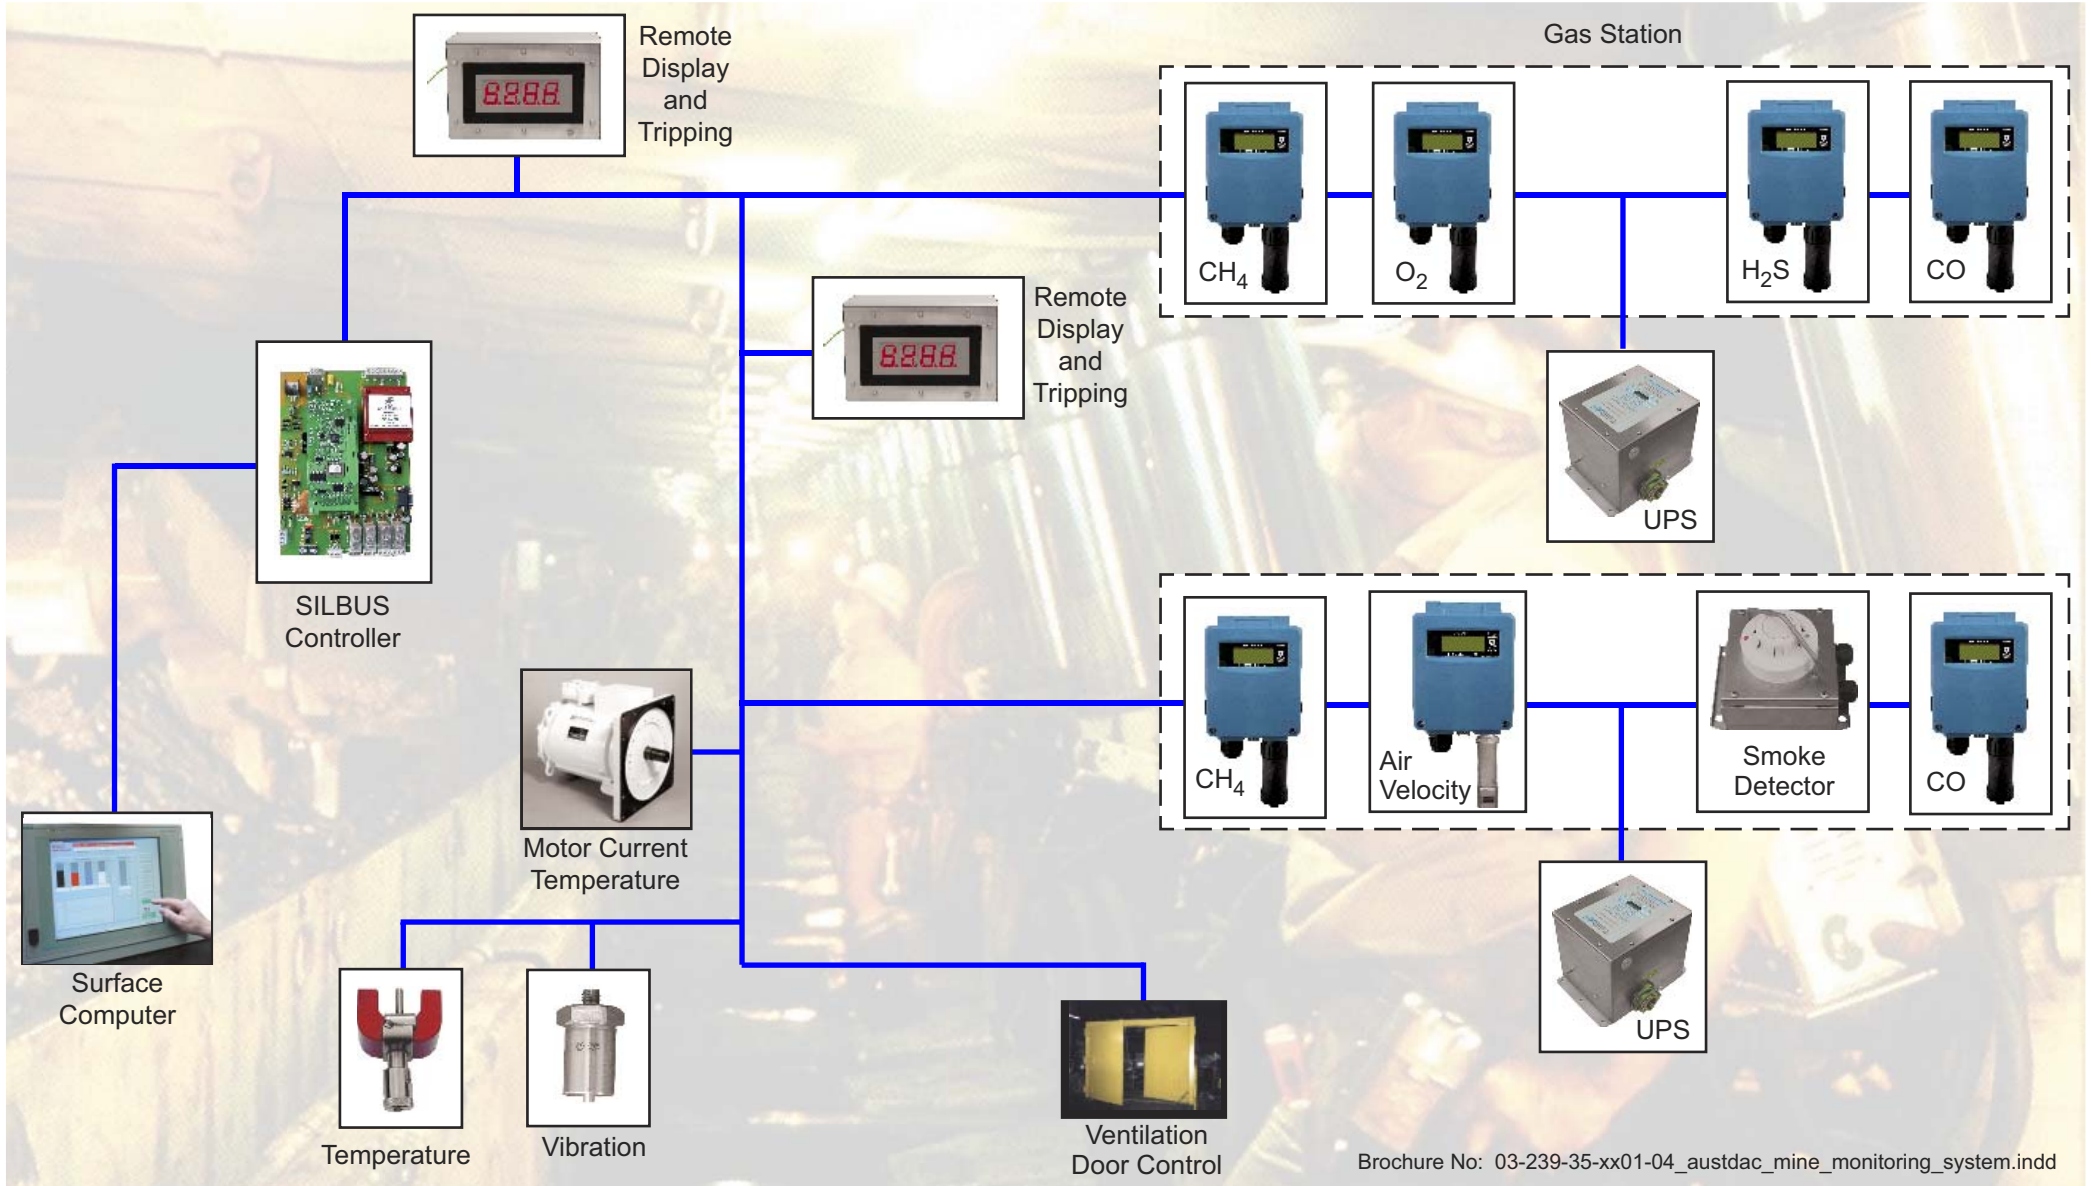 Gas Station
Remote
Display
and
Tripping
CH4
O2
H2S
CO
Remote
Display
and
Tripping
UPS
SILBUS
Controller
CH4
Air
Velocity
Smoke
Detector
CO
Motor Current
Temperature
UPS
Surface
Computer
Temperature
Vibration
Ventilation
Door Control
Brochure No: 03-239-35-xx01-04_austdac_mine_monitoring_system.indd